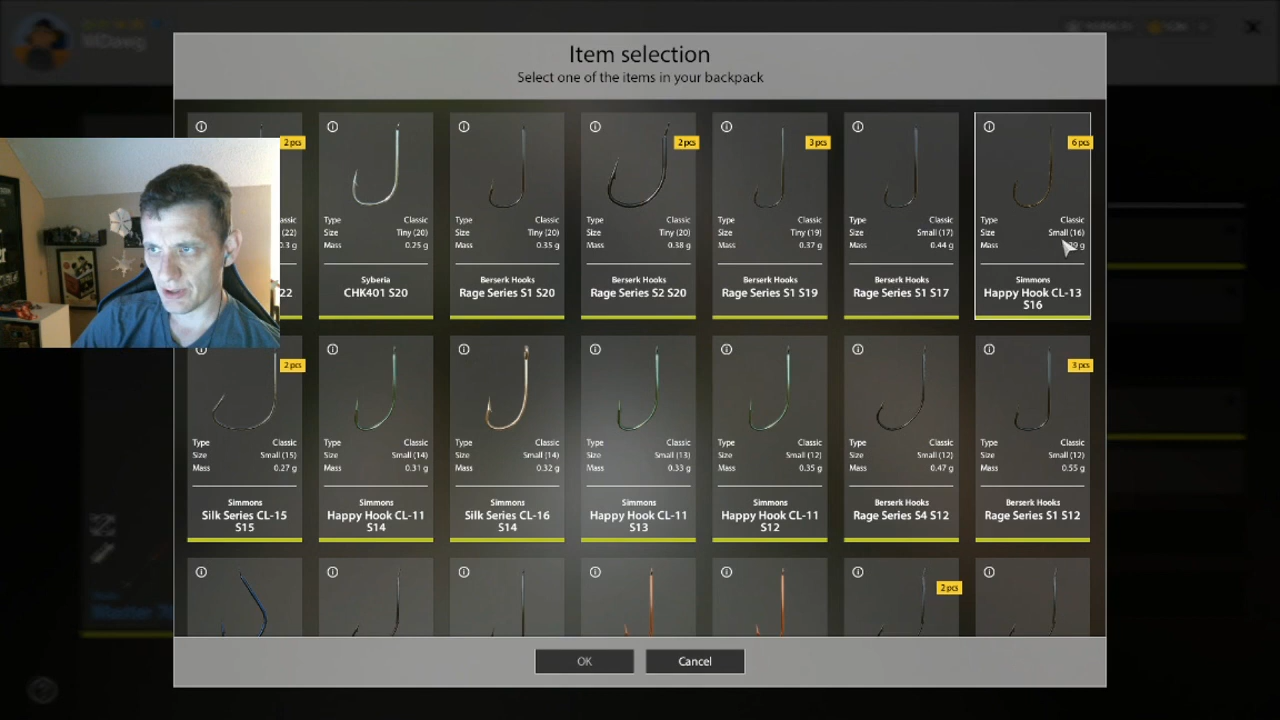 Item selection
Select one of the items in your backpack
2 pcs
2 pcs
3 pcs
6 pcs
Classic
(22)
0.3 g
22
Type Classic
Size Tiny (20)
Mass 0.25 g
Syberia
CHK401 S20
Type Classic
Size Tiny (20)
Mass 0.35 g
Berserk Hooks
Rage Series S1 S20
Type Classic
Size Tiny (20)
Mass 0.38 g
Berserk Hooks
Rage Series S2 S20
Type Classic
Size Tiny (19)
Mass 0.37 g
Berserk Hooks
Rage Series S1 S19
Type Classic
Size Small (17)
Mass 0.44 g
Berserk Hooks
Rage Series S1 S17
Type Classic
Size Small (16)
Mass
Simmons
Happy Hook CL-13
S16
2 pcs
3 pcs
Type Classic
Size Small (15)
Mass 0.27 g
Simmons
Silk Series CL-15
S15
Type Classic
Size Small (14)
Mass 0.31 g
Simmons
Happy Hook CL-11
S14
Type Classic
Size Small (14)
Mass 0.32 g
Simmons
Silk Series CL-16
S14
Type Classic
Size Small (13)
Mass 0.33 g
Simmons
Happy Hook CL-11
S13
Type Classic
Size Small (12)
Mass 0.35 g
Simmons
Happy Hook CL-11
S12
Type Classic
Size Small (12)
Mass 0.47 g
Berserk Hooks
Rage Series S4 S12
Type Classic
Size Small (12)
Mass 0.55 g
Berserk Hooks
Rage Series S1 S12
2 pcs
OK
Cancel